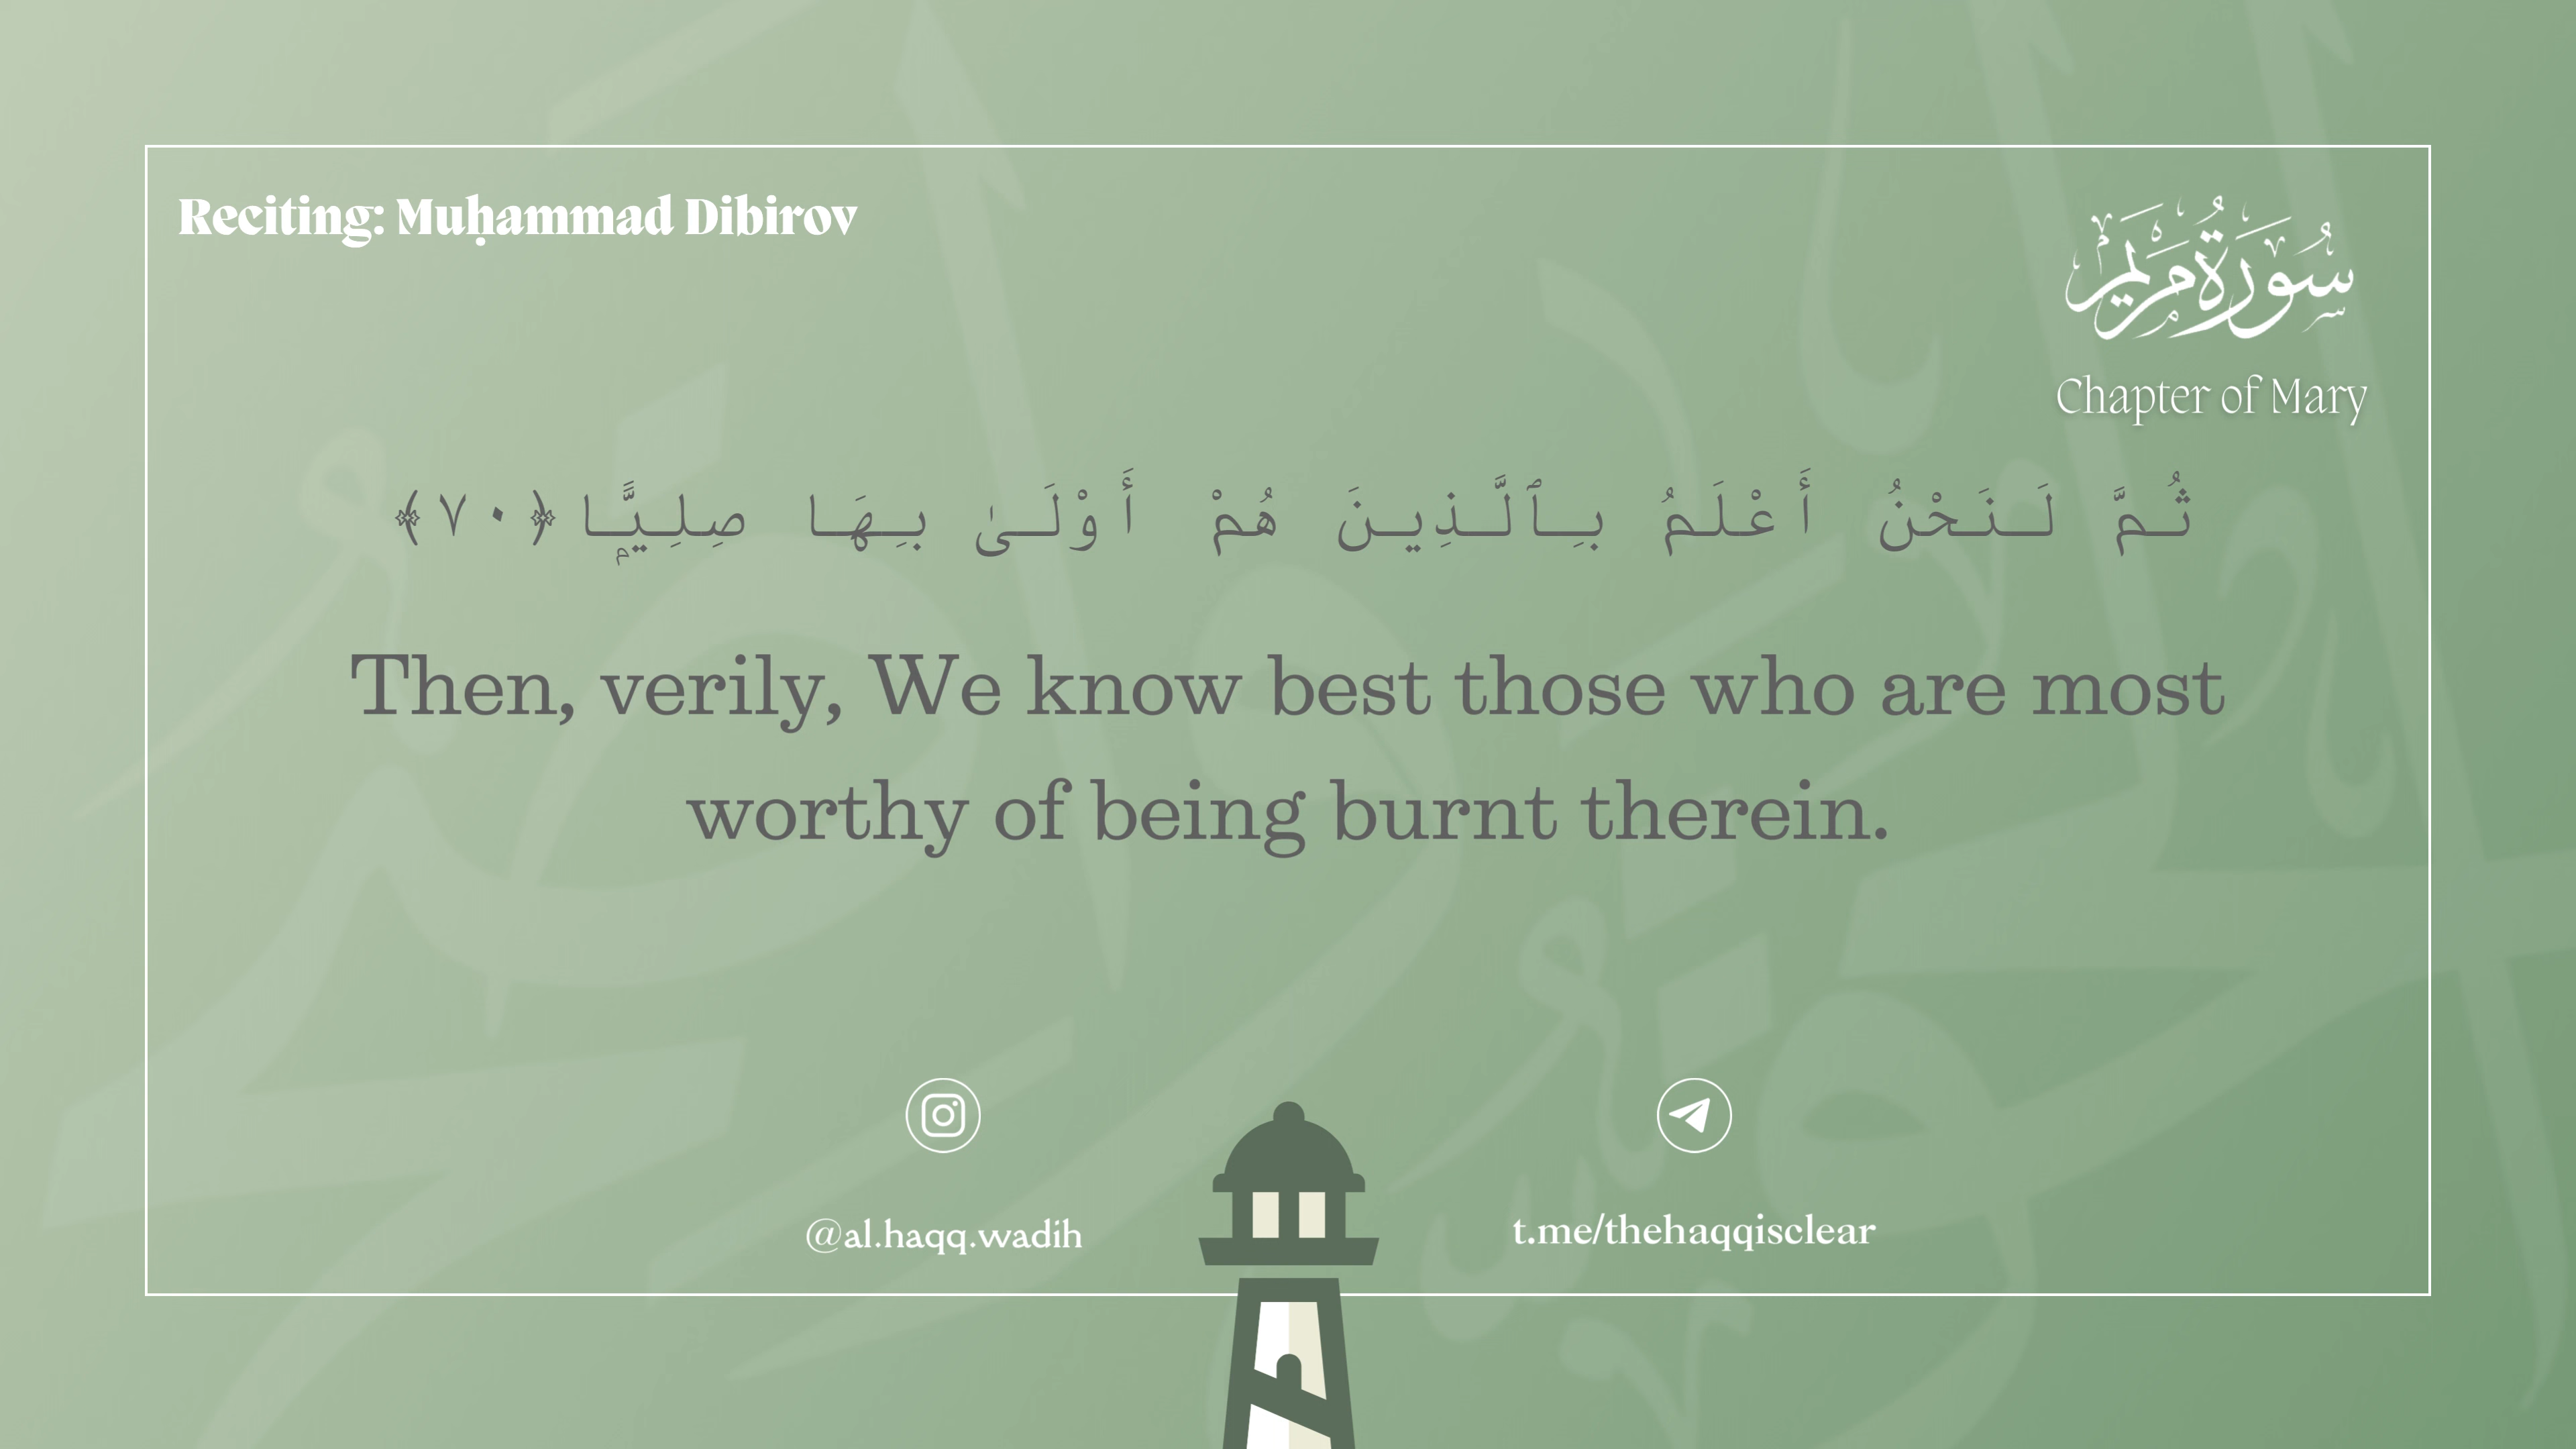 Reciting: Muḥammad Dibirov
سُورَةُ مَرْيَمَ
Chapter of Mary
ثُمَّ لَنَحْنُ أَعْلَمُ بِٱلَّذِينَ هُمْ أَوْلَىٰ بِهَا صِلِيًّۭا ﴿٧٠﴾
Then, verily, We know best those who are most
worthy of being burnt therein.
@al.haqq.wadih
t.me/thehaqqisclear